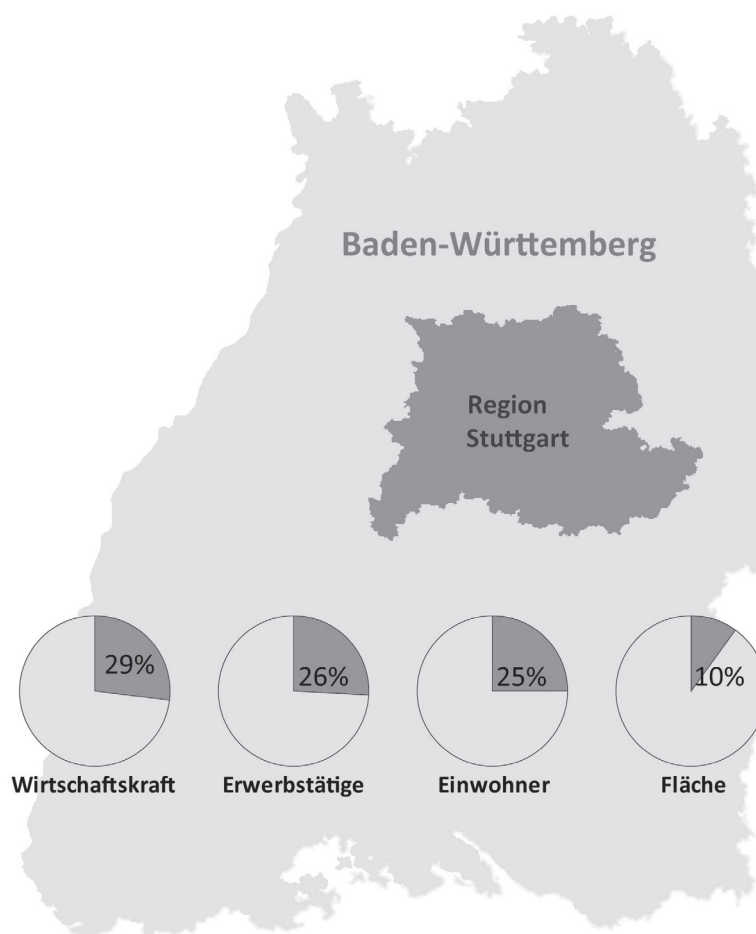 Baden-Württemberg
Region
Stuttgart
29%
26%
25%
10%
Wirtschaftskraft
Erwerbstätige
Einwohner
Fläche